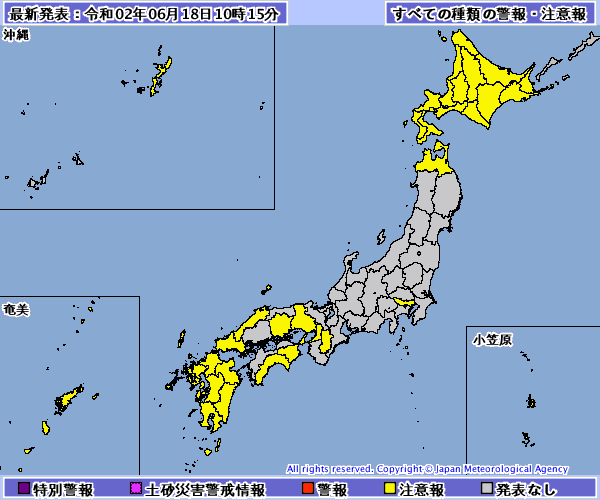 最新発表：令和02年06月18日10時15分
すべての種類の警報・注意報
沖縄
奄美
小笠原
All rights reserved. Copyright © Japan Meteorological Agency
特別警報
土砂災害警戒情報
警報
注意報
発表なし